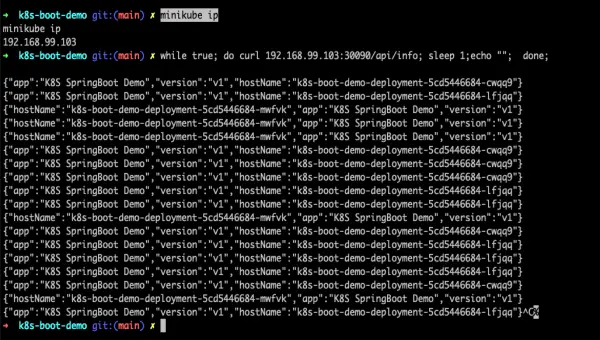 ➜ k8s-boot-demo git:(main) ✗ minikube ip
minikube ip
192.168.99.103
➜ k8s-boot-demo git:(main) ✗ while true; do curl 192.168.99.103:30090/api/info; sleep 1;echo "";  done;
{"app":"K8S SpringBoot Demo","version":"v1","hostName":"k8s-boot-demo-deployment-5cd5446684-cwqq9"}
{"app":"K8S SpringBoot Demo","version":"v1","hostName":"k8s-boot-demo-deployment-5cd5446684-lfjqq"}
{"hostName":"k8s-boot-demo-deployment-5cd5446684-mwfvk","app":"K8S SpringBoot Demo","version":"v1"}
{"hostName":"k8s-boot-demo-deployment-5cd5446684-mwfvk","app":"K8S SpringBoot Demo","version":"v1"}
{"hostName":"k8s-boot-demo-deployment-5cd5446684-mwfvk","app":"K8S SpringBoot Demo","version":"v1"}
{"app":"K8S SpringBoot Demo","version":"v1","hostName":"k8s-boot-demo-deployment-5cd5446684-cwqq9"}
{"app":"K8S SpringBoot Demo","version":"v1","hostName":"k8s-boot-demo-deployment-5cd5446684-cwqq9"}
{"app":"K8S SpringBoot Demo","version":"v1","hostName":"k8s-boot-demo-deployment-5cd5446684-cwqq9"}
{"app":"K8S SpringBoot Demo","version":"v1","hostName":"k8s-boot-demo-deployment-5cd5446684-lfjqq"}
{"app":"K8S SpringBoot Demo","version":"v1","hostName":"k8s-boot-demo-deployment-5cd5446684-lfjqq"}
{"hostName":"k8s-boot-demo-deployment-5cd5446684-mwfvk","app":"K8S SpringBoot Demo","version":"v1"}
{"app":"K8S SpringBoot Demo","version":"v1","hostName":"k8s-boot-demo-deployment-5cd5446684-cwqq9"}
{"app":"K8S SpringBoot Demo","version":"v1","hostName":"k8s-boot-demo-deployment-5cd5446684-lfjqq"}
{"app":"K8S SpringBoot Demo","version":"v1","hostName":"k8s-boot-demo-deployment-5cd5446684-lfjqq"}
{"app":"K8S SpringBoot Demo","version":"v1","hostName":"k8s-boot-demo-deployment-5cd5446684-lfjqq"}
{"app":"K8S SpringBoot Demo","version":"v1","hostName":"k8s-boot-demo-deployment-5cd5446684-cwqq9"}
{"hostName":"k8s-boot-demo-deployment-5cd5446684-mwfvk","app":"K8S SpringBoot Demo","version":"v1"}
{"app":"K8S SpringBoot Demo","version":"v1","hostName":"k8s-boot-demo-deployment-5cd5446684-lfjqq"}^C%
➜ k8s-boot-demo git:(main) ✗